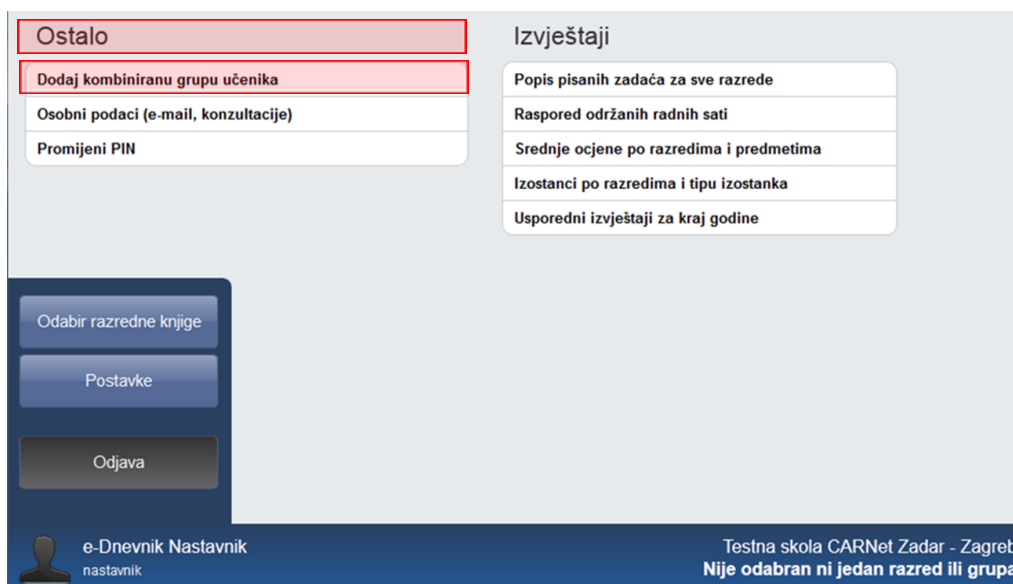 Ostalo
Dodaj kombiniranu grupu učenika
Osobni podaci (e-mail, konzultacije)
Promijeni PIN
Izvještaji
Popis pisanih zadaća za sve razrede
Raspored održanih radnih sati
Srednje ocjene po razredima i predmetima
Izostanci po razredima i tipu izostanka
Usporedni izvještaji za kraj godine
Odabir razredne knjige
Postavke
Odjava
e-Dnevnik Nastavnik
nastavnik
Testna skola CARNet Zadar - Zagreb
Nije odabran ni jedan razred ili grupa